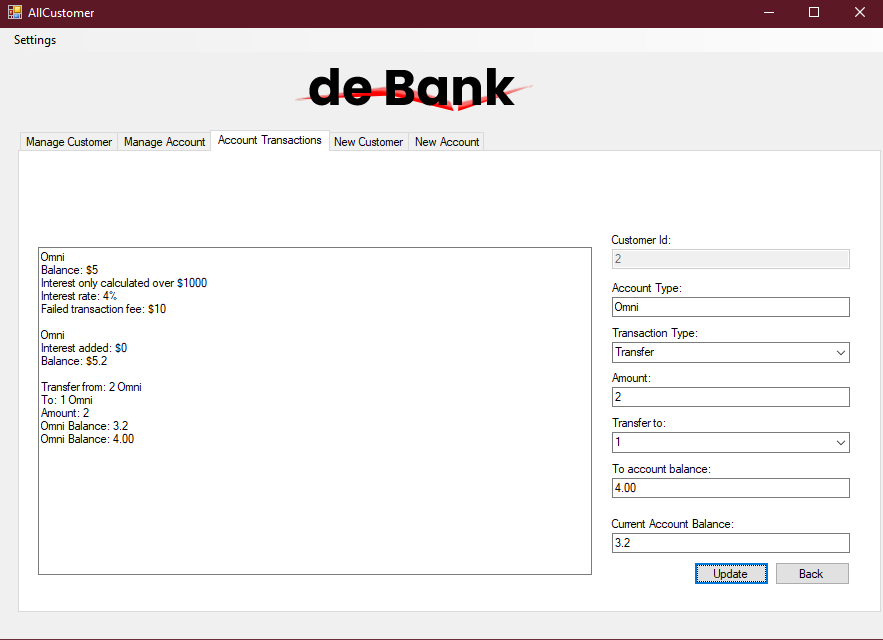 AllCustomer
Settings
de Bank
Manage Customer
Manage Account
Account Transactions
New Customer
New Account
Omni
Balance: $5
Interest only calculated over $1000
Interest rate: 4%
Failed transaction fee: $10
Omni
Interest added: $0
Balance: $5.2
Transfer from: 2 Omni
To: 1 Omni
Amount: 2
Omni Balance: 3.2
Omni Balance: 4.00
Customer Id:
2
Account Type:
Omni
Transaction Type:
Transfer
Amount:
2
Transfer to:
1
To account balance:
4.00
Current Account Balance:
3.2
Update
Back